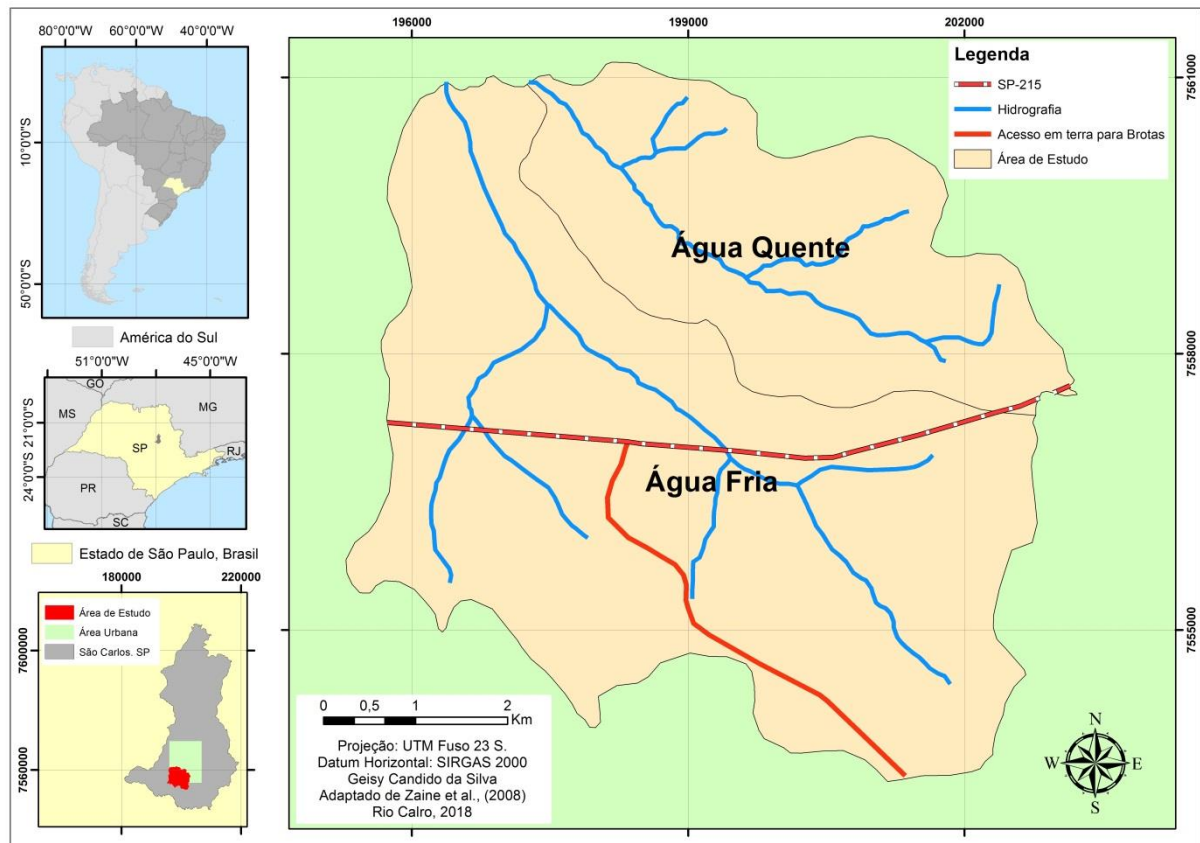 80°0'0"W 60°0'0"W 40°0'0"W
10°0'0"S
50°0'0"S
América do Sul
51°0'0"W 45°0'0"W
21°0'0"S
24°0'0"S
GO
MS
MG
SP
RJ
PR
SC
Estado de São Paulo, Brasil
180000 220000
7600000
7560000
Área de Estudo
Área Urbana
São Carlos. SP
196000 199000 202000
7561000
7558000
7555000
Legenda
SP-215
Hidrografia
Acesso em terra para Brotas
Área de Estudo
Água Quente
Água Fria
0 0,5 1 2
Km
Projeção: UTM Fuso 23 S.
Datum Horizontal: SIRGAS 2000
Geisy Candido da Silva
Adaptado de Zaine et al., (2008)
Rio Calro, 2018
N
W E
S